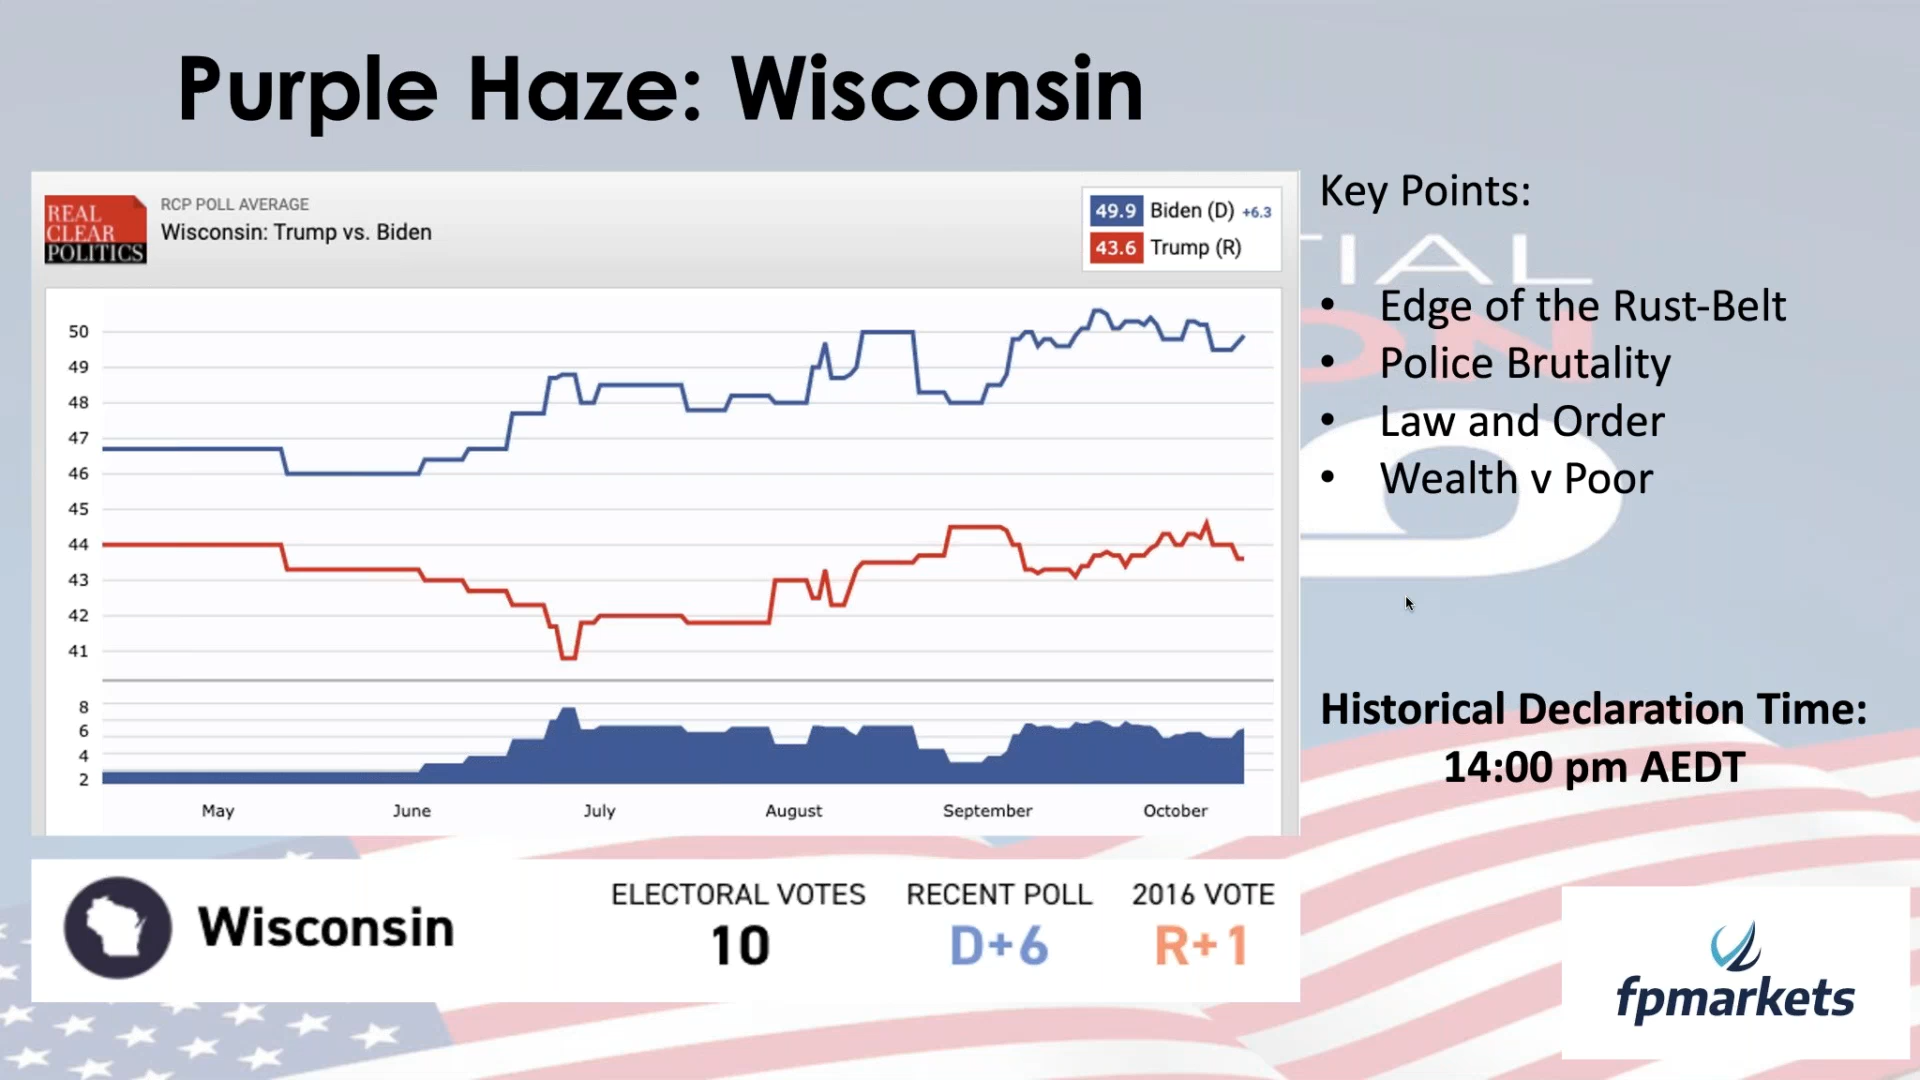 Purple Haze: Wisconsin
REAL
CLEAR
POLITICS
RCP POLL AVERAGE
Wisconsin: Trump vs. Biden
49.9 Biden (D) +6.3
43.6 Trump (R)
50
49
48
47
46
45
44
43
42
41
8
6
4
2
May June July August September October
Key Points:
TIAL
ON
• Edge of the Rust-Belt
• Police Brutality
• Law and Order
• Wealth v Poor
Historical Declaration Time:
14:00 pm AEDT
Wisconsin
ELECTORAL VOTES
10
RECENT POLL
D+6
2016 VOTE
R+1
fpmarkets